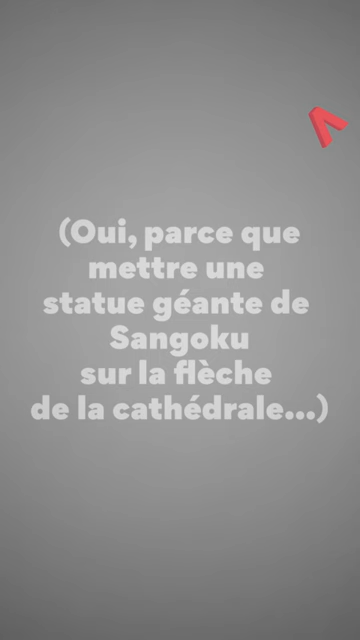 (Oui, parce que
mettre une
statue géante de
Sangoku
sur la flèche
de la cathédrale...)